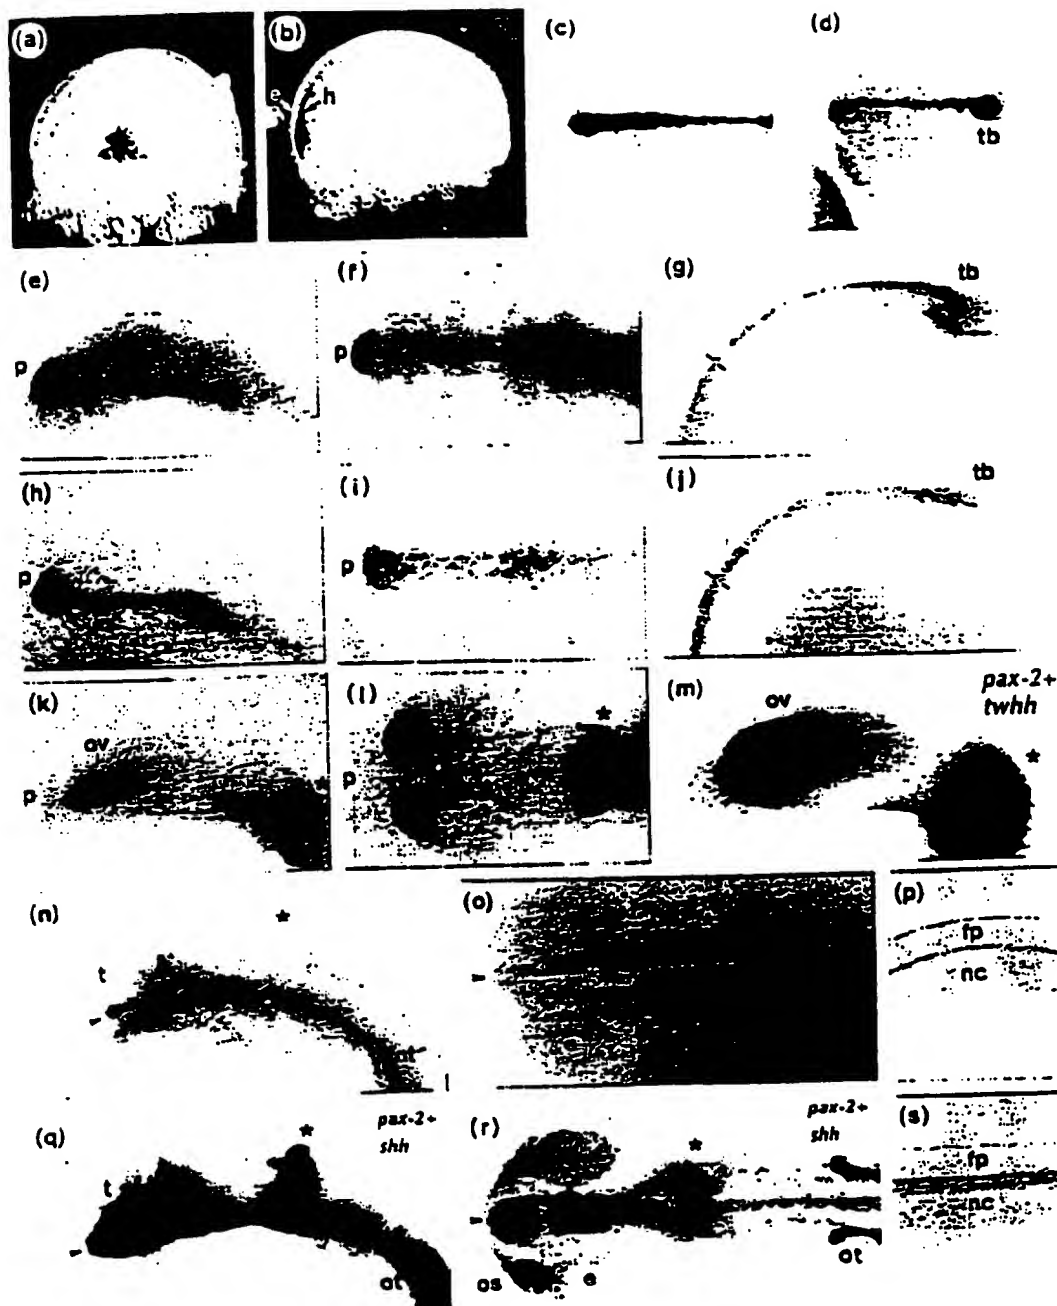 (a)
(b)
e
h
(c)
(d)
tb
(e)
p
(f)
p
(g)
tb
(h)
p
(i)
p
(j)
tb
(k)
ov
p
*
(l)
p
*
(m)
ov
pax-2+
twhh
*
(n)
*
t
ot
(o)
(p)
fp
nc
(q)
pax-2+
shh
*
t
ot
(r)
pax-2+
shh
*
os
e
ot
(s)
fp
nc